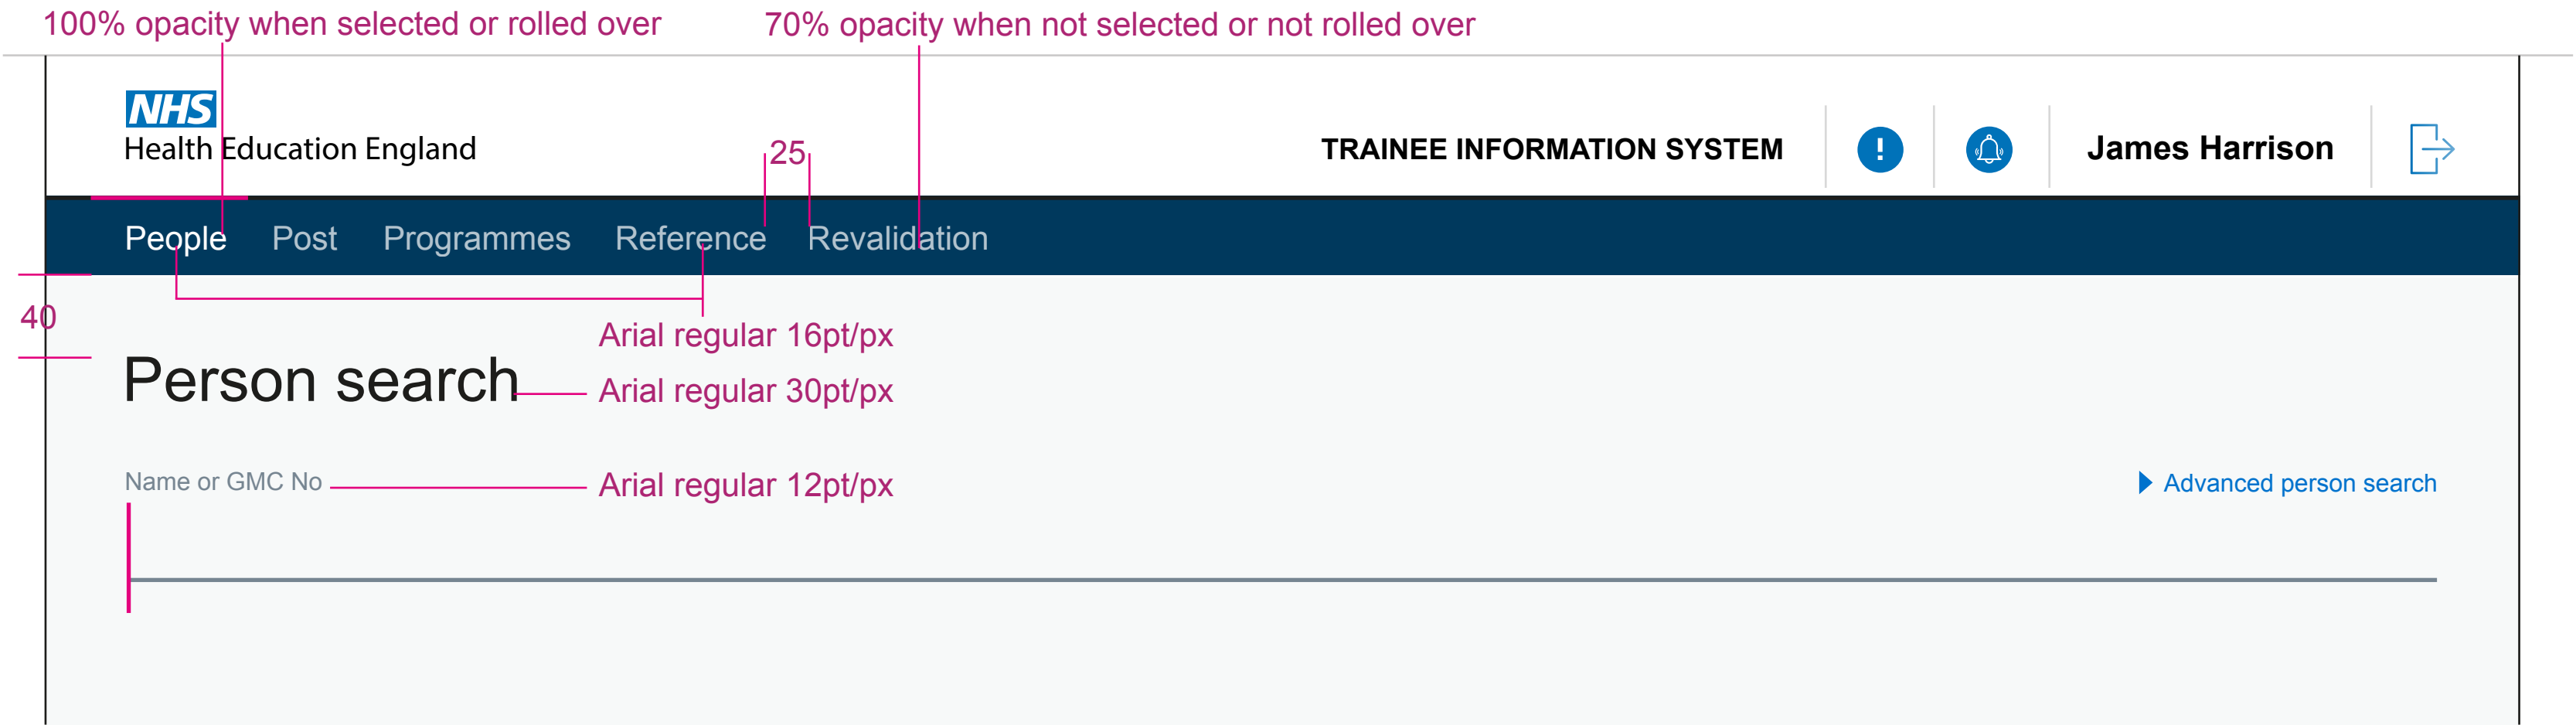 100% opacity when selected or rolled over 70% opacity when not selected or not rolled over
NHS
Health Education England
25
TRAINEE INFORMATION SYSTEM ! James Harrison
People Post Programmes Reference Revalidation
40
Arial regular 16pt/px
Person search Arial regular 30pt/px
Name or GMC No Arial regular 12pt/px Advanced person search